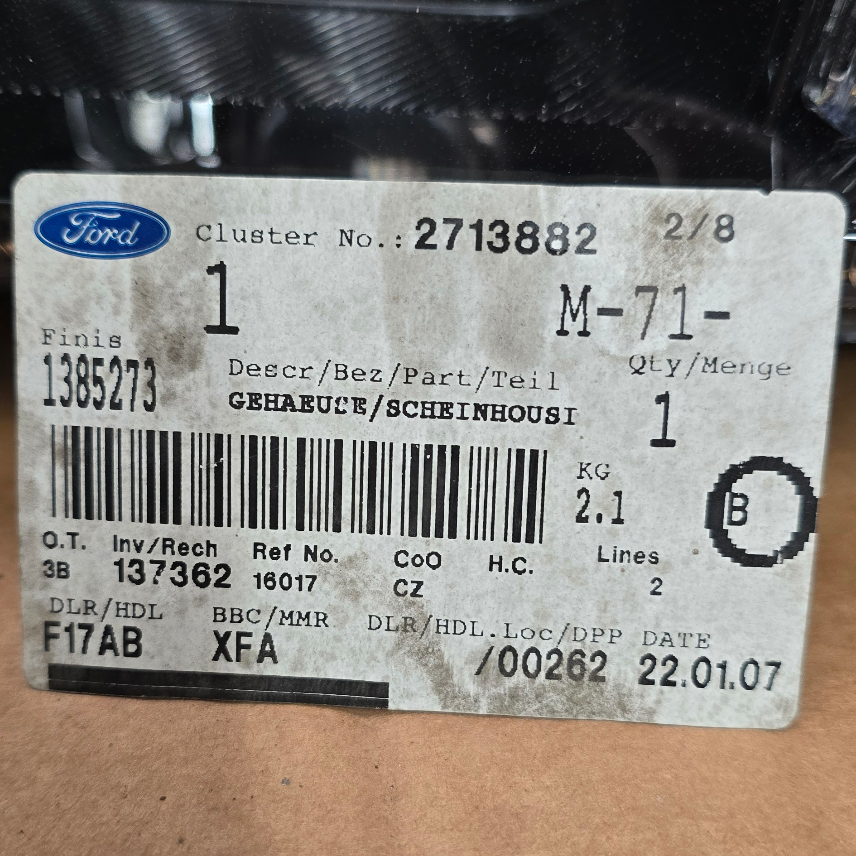 Ford Cluster No.: 2713882 2/8
1 M-71-
Finis Descr/Bez/Part/Teil Qty/Menge
1385273 GEHAEUSE/SCHEINHOUSI 1
KG
2.1 B
O.T. Inv/Rech Ref No. CoO H.C. Lines
3B 137362 16017 CZ 2
DLR/HDL BBC/MMR DLR/HDL.Loc/DPP DATE
F17AB XFA /00262 22.01.07